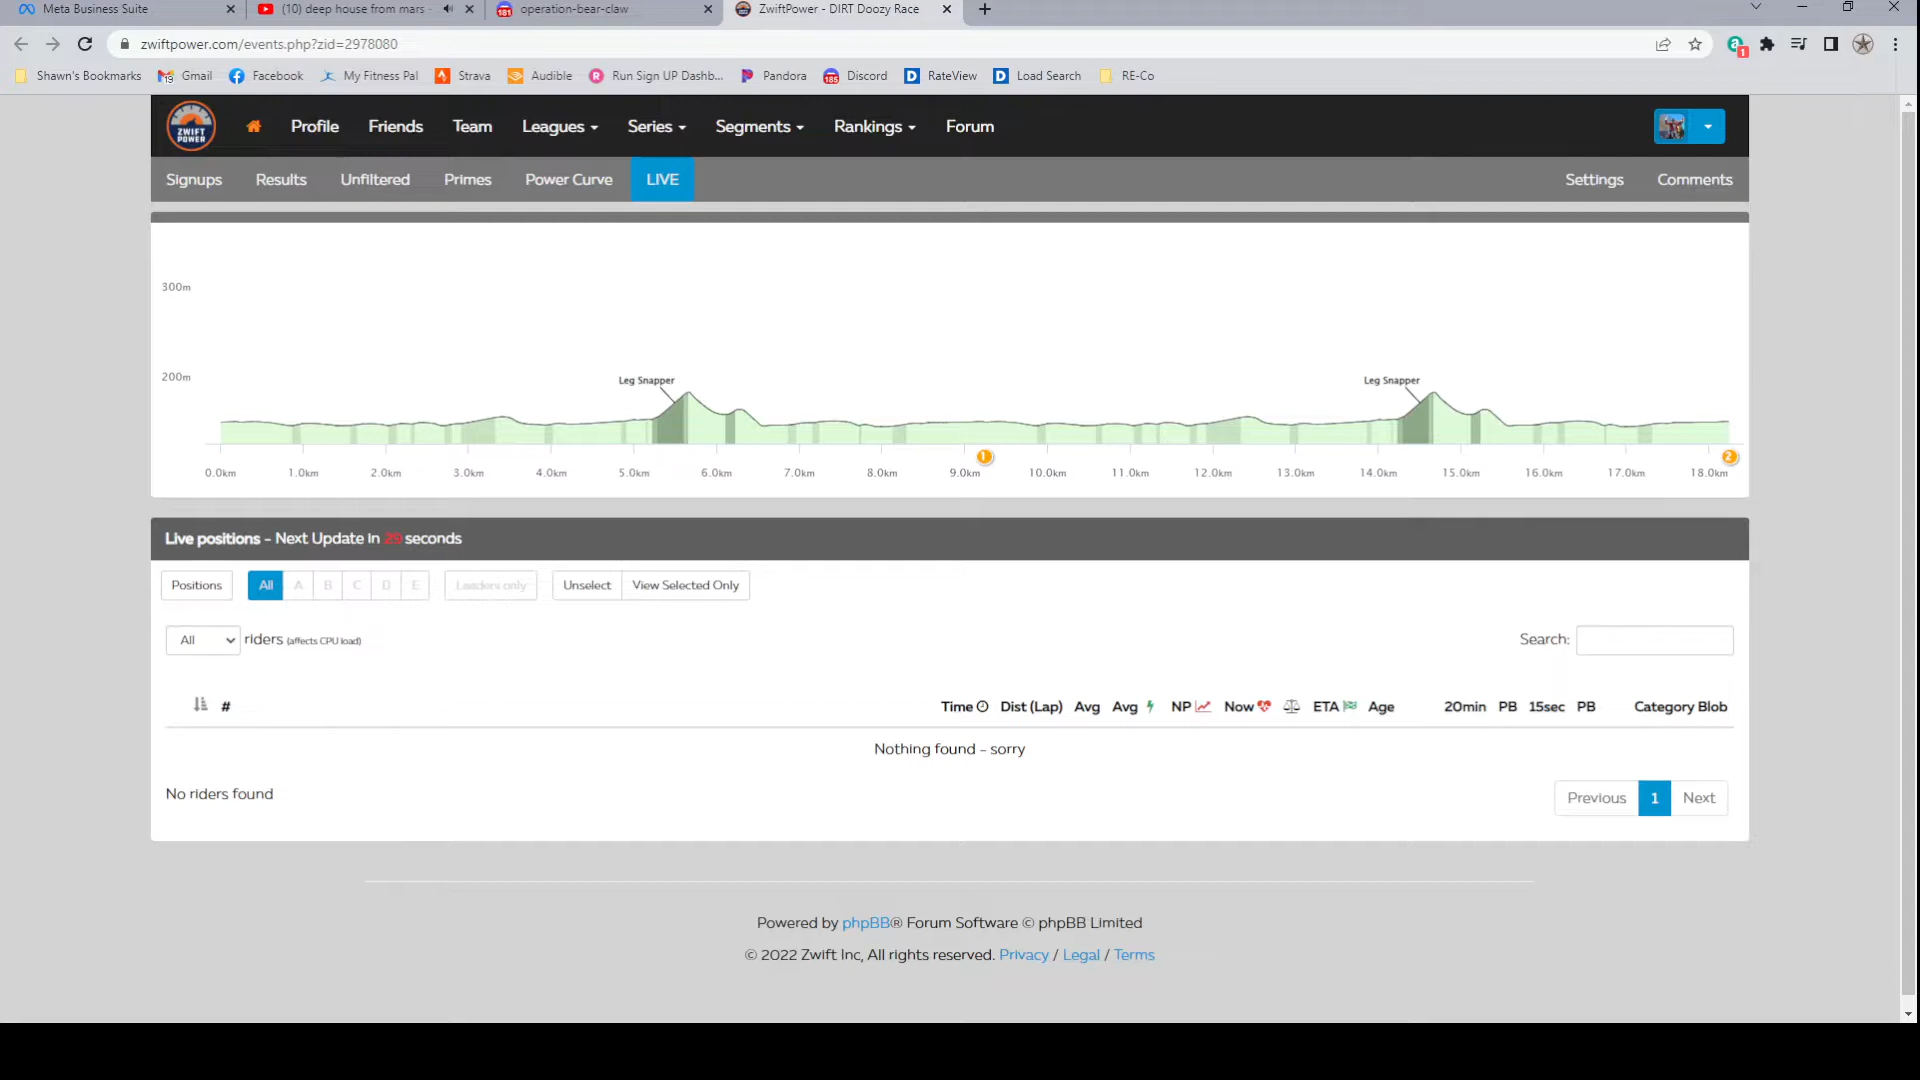 Meta Business Suite
(10) deep house from mars
operation-bear-claw
ZwiftPower - DIRT Doozy Race
zwiftpower.com/events.php?zid=2978080
Shawn's Bookmarks Gmail Facebook My Fitness Pal Strava Audible Run Sign UP Dashb... Pandora Discord RateView Load Search RE-Co
ZWIFT POWER
Profile Friends Team Leagues Series Segments Rankings Forum
Signups Results Unfiltered Primes Power Curve LIVE Settings Comments
300m
200m
Leg Snapper Leg Snapper
1 2
0.0km 1.0km 2.0km 3.0km 4.0km 5.0km 6.0km 7.0km 8.0km 9.0km 10.0km 11.0km 12.0km 13.0km 14.0km 15.0km 16.0km 17.0km 18.0km
Live positions - Next Update in 29 seconds
Positions All A B C D E Leaders only Unselect View Selected Only
All riders (affects CPU load) Search:
# Time Dist (Lap) Avg Avg NP Now ETA Age 20min PB 15sec PB Category Blob
Nothing found - sorry
No riders found
Previous 1 Next
Powered by phpBB® Forum Software © phpBB Limited
© 2022 Zwift Inc, All rights reserved. Privacy / Legal / Terms